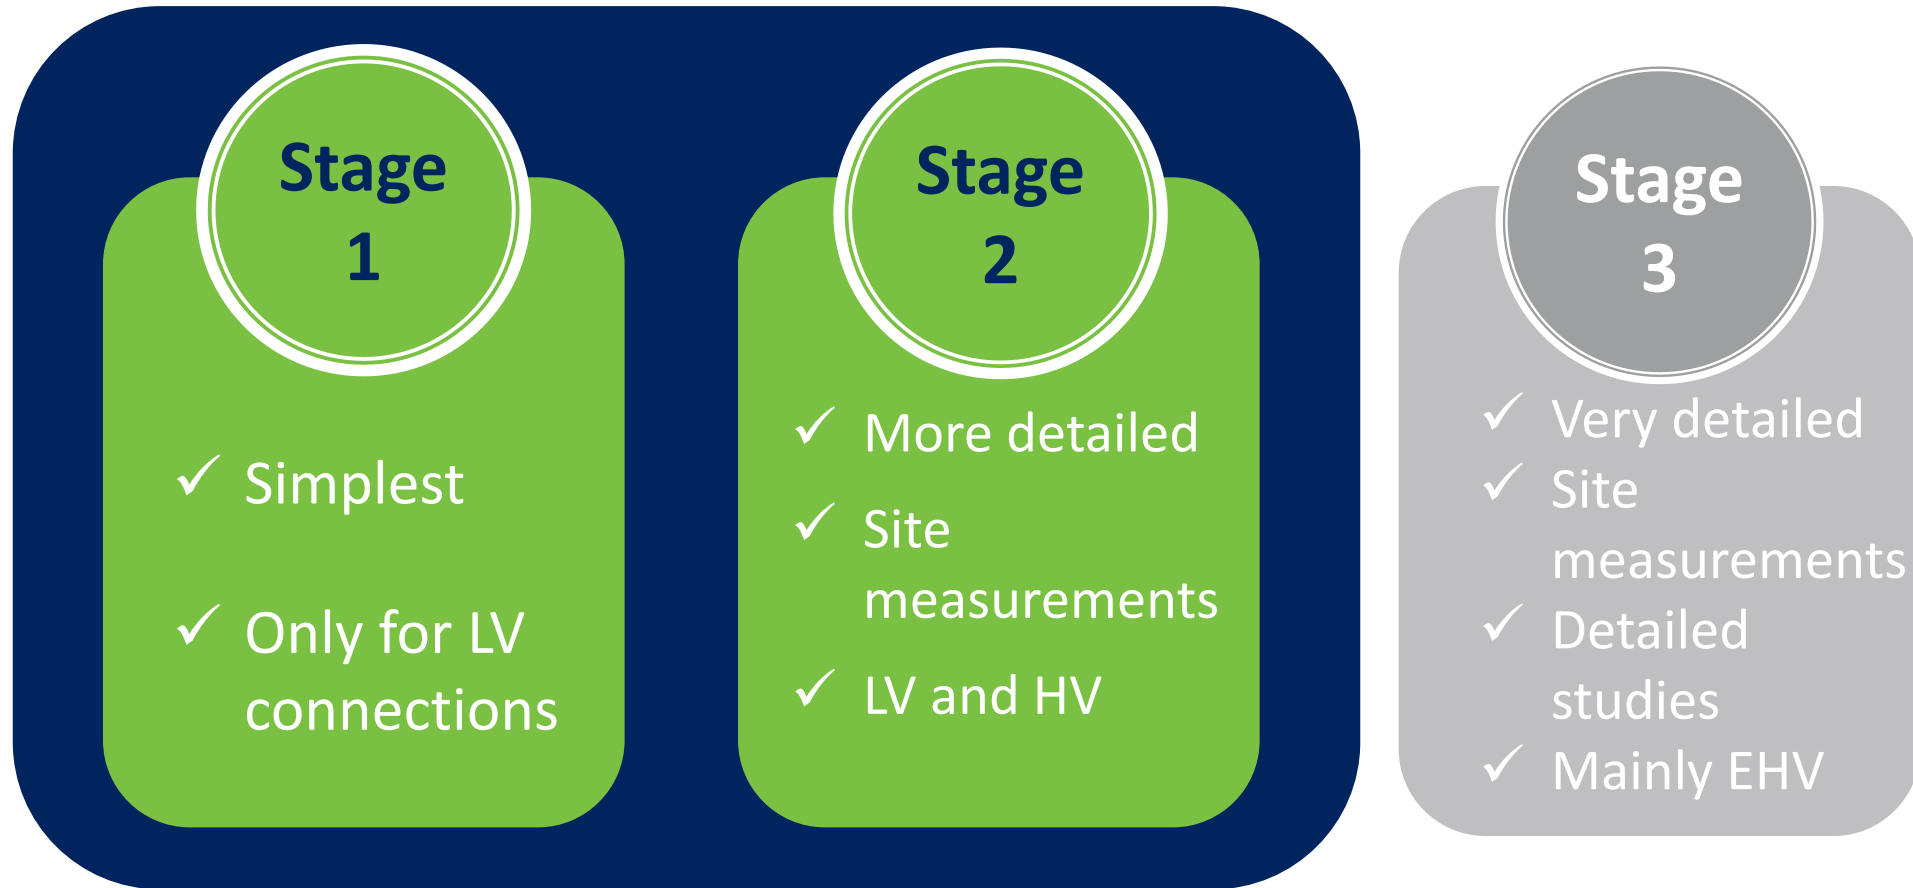 Stage
1
✓ Simplest
✓ Only for LV
connections
Stage
2
✓ More detailed
✓ Site
measurements
✓ LV and HV
Stage
3
✓ Very detailed
✓ Site
measurements
✓ Detailed
studies
✓ Mainly EHV